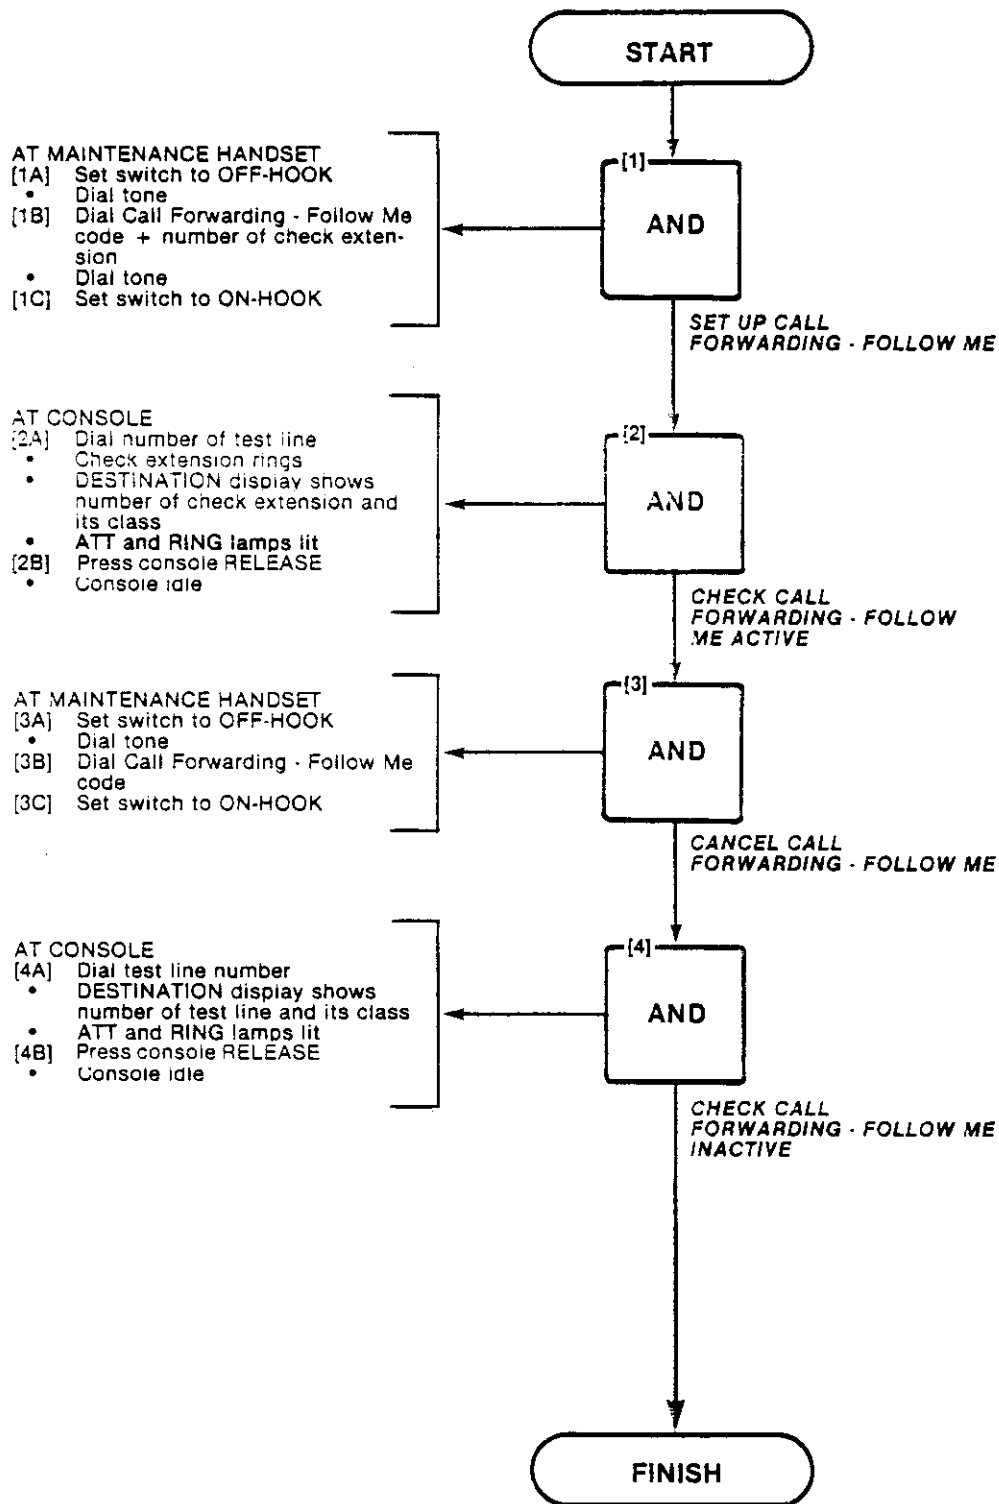 START
AT MAINTENANCE HANDSET
[1A] Set switch to OFF-HOOK
• Dial tone
[1B] Dial Call Forwarding - Follow Me
code + number of check exten-
sion
• Dial tone
[1C] Set switch to ON-HOOK
[1]
AND
SET UP CALL
FORWARDING - FOLLOW ME
AT CONSOLE
[2A] Dial number of test line
• Check extension rings
• DESTINATION display shows
number of check extension and
its class
• ATT and RING lamps lit
[2B] Press console RELEASE
• Console idle
[2]
AND
CHECK CALL
FORWARDING - FOLLOW
ME ACTIVE
AT MAINTENANCE HANDSET
[3A] Set switch to OFF-HOOK
• Dial tone
[3B] Dial Call Forwarding - Follow Me
code
[3C] Set switch to ON-HOOK
[3]
AND
CANCEL CALL
FORWARDING - FOLLOW ME
AT CONSOLE
[4A] Dial test line number
• DESTINATION display shows
number of test line and its class
• ATT and RING lamps lit
[4B] Press console RELEASE
• Console idle
[4]
AND
CHECK CALL
FORWARDING - FOLLOW ME
INACTIVE
FINISH